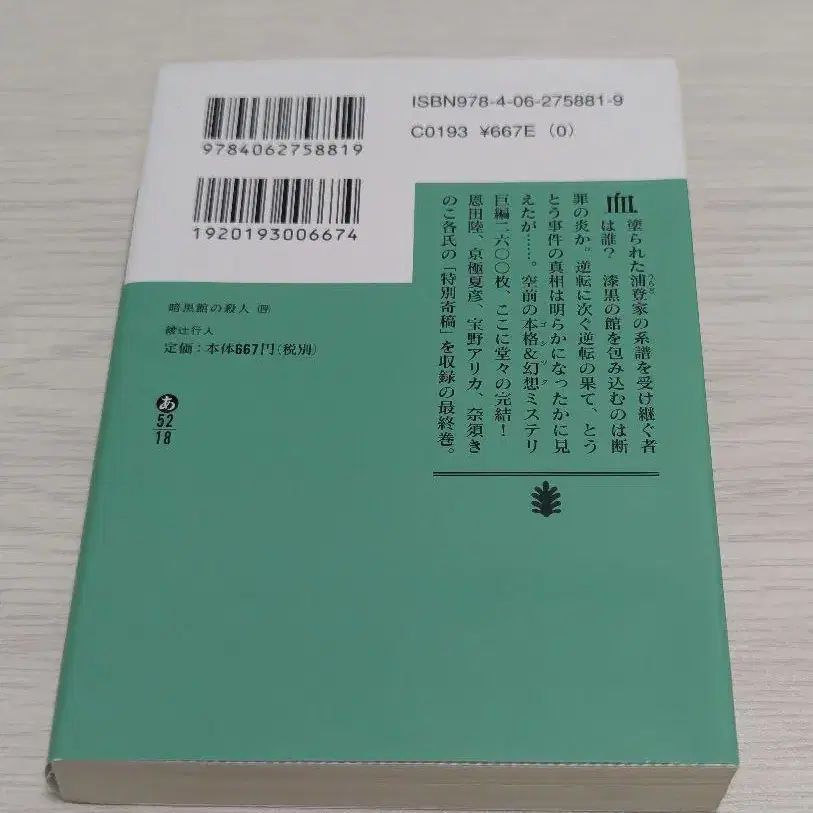 ISBN978-4-06-275881-9
C0193 ¥667E (0)
9784062758819
1920193006674
血塗られた浦登家の系譜を受け継ぐ者
うらど
は誰? 漆黒の館を包み込むのは断
罪の炎か。逆転に次ぐ逆転の果て、とう
とう事件の真相は明らかになったかに見
えたが……。空前の本格&幻想ミステリ
ゴシック
巨編二六〇〇枚、ここに堂々の完結!
恩田陸、京極夏彦、宝野アリカ、奈須き
のこ各氏の「特別寄稿」を収録の最終巻。
暗黒館の殺人 (四)
綾辻行人
定価:本体667円(税別)
あ
52
18